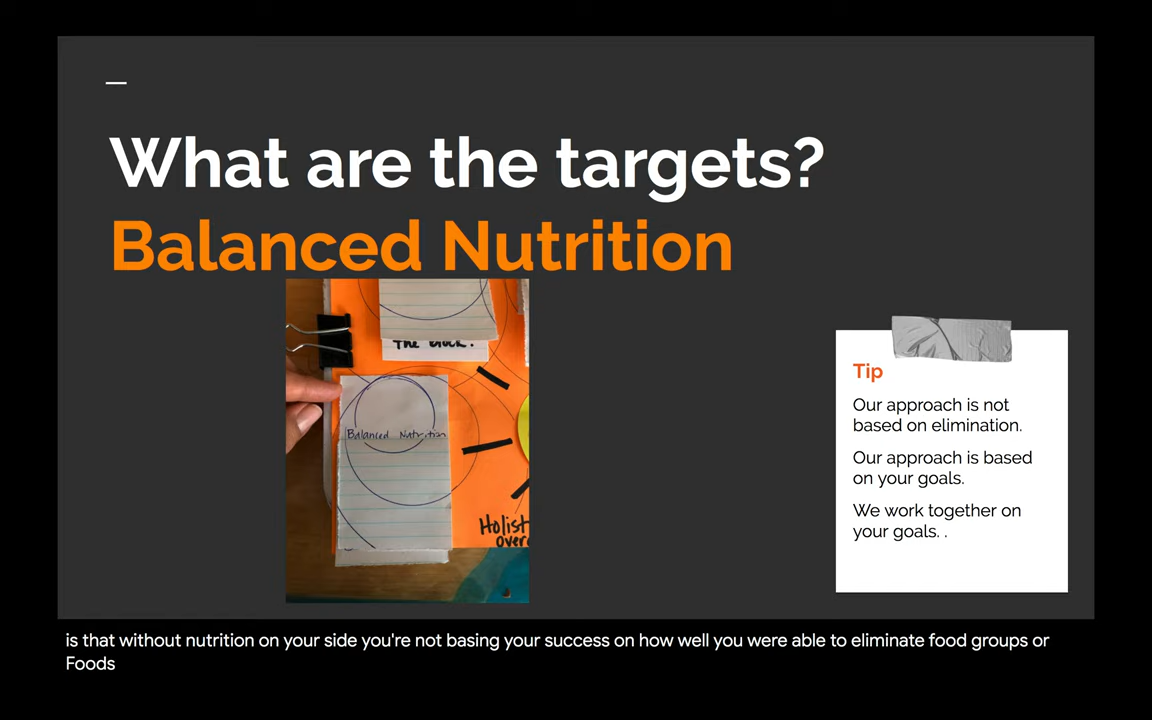 What are the targets?
Balanced Nutrition
the block!
Balanced Nutrition
Holist
over
Tip
Our approach is not
based on elimination.
Our approach is based
on your goals.
We work together on
your goals. .
is that without nutrition on your side you're not basing your success on how well you were able to eliminate food groups or
Foods